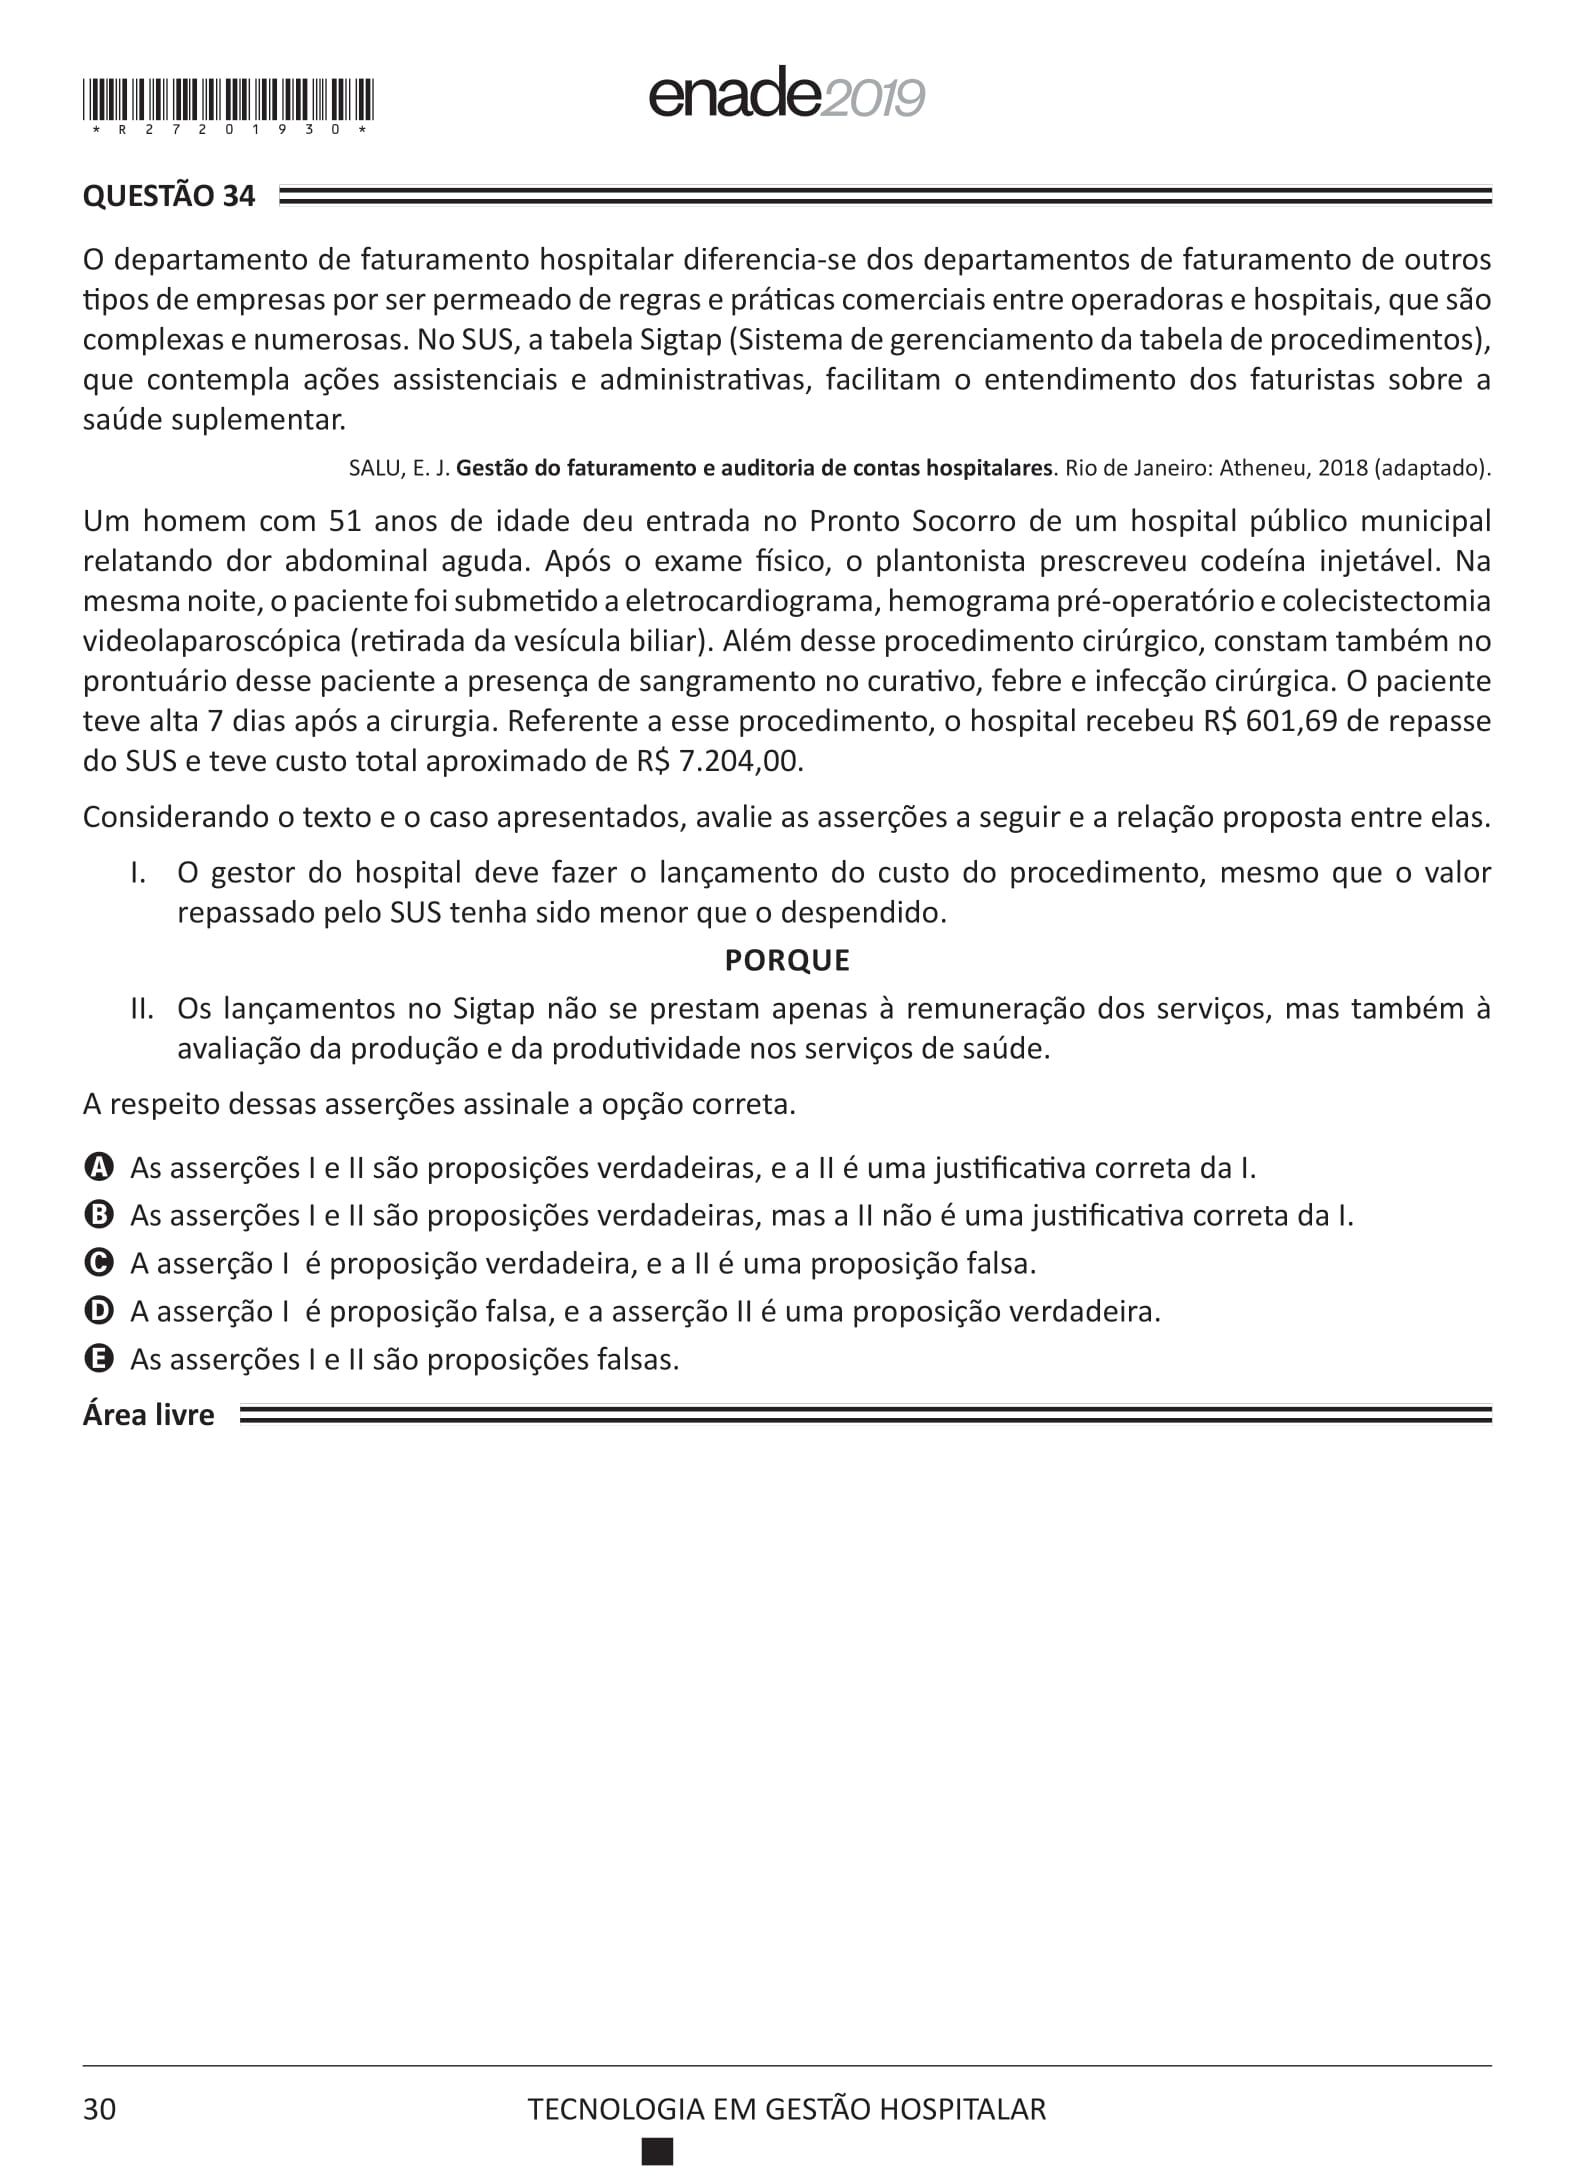 *R27201930*
enade2019
QUESTÃO 34
O departamento de faturamento hospitalar diferencia-se dos departamentos de faturamento de outros
tipos de empresas por ser permeado de regras e práticas comerciais entre operadoras e hospitais, que são
complexas e numerosas. No SUS, a tabela Sigtap (Sistema de gerenciamento da tabela de procedimentos),
que contempla ações assistenciais e administrativas, facilitam o entendimento dos faturistas sobre a
saúde suplementar.
SALU, E. J. Gestão do faturamento e auditoria de contas hospitalares. Rio de Janeiro: Atheneu, 2018 (adaptado).
Um homem com 51 anos de idade deu entrada no Pronto Socorro de um hospital público municipal
relatando dor abdominal aguda. Após o exame físico, o plantonista prescreveu codeína injetável. Na
mesma noite, o paciente foi submetido a eletrocardiograma, hemograma pré-operatório e colecistectomia
videolaparoscópica (retirada da vesícula biliar). Além desse procedimento cirúrgico, constam também no
prontuário desse paciente a presença de sangramento no curativo, febre e infecção cirúrgica. O paciente
teve alta 7 dias após a cirurgia. Referente a esse procedimento, o hospital recebeu R$ 601,69 de repasse
do SUS e teve custo total aproximado de R$ 7.204,00.
Considerando o texto e o caso apresentados, avalie as asserções a seguir e a relação proposta entre elas.
I. O gestor do hospital deve fazer o lançamento do custo do procedimento, mesmo que o valor
repassado pelo SUS tenha sido menor que o despendido.
PORQUE
II. Os lançamentos no Sigtap não se prestam apenas à remuneração dos serviços, mas também à
avaliação da produção e da produtividade nos serviços de saúde.
A respeito dessas asserções assinale a opção correta.
A As asserções I e II são proposições verdadeiras, e a II é uma justificativa correta da I.
B As asserções I e II são proposições verdadeiras, mas a II não é uma justificativa correta da I.
C A asserção I é proposição verdadeira, e a II é uma proposição falsa.
D A asserção I é proposição falsa, e a asserção II é uma proposição verdadeira.
E As asserções I e II são proposições falsas.
Área livre
30
TECNOLOGIA EM GESTÃO HOSPITALAR